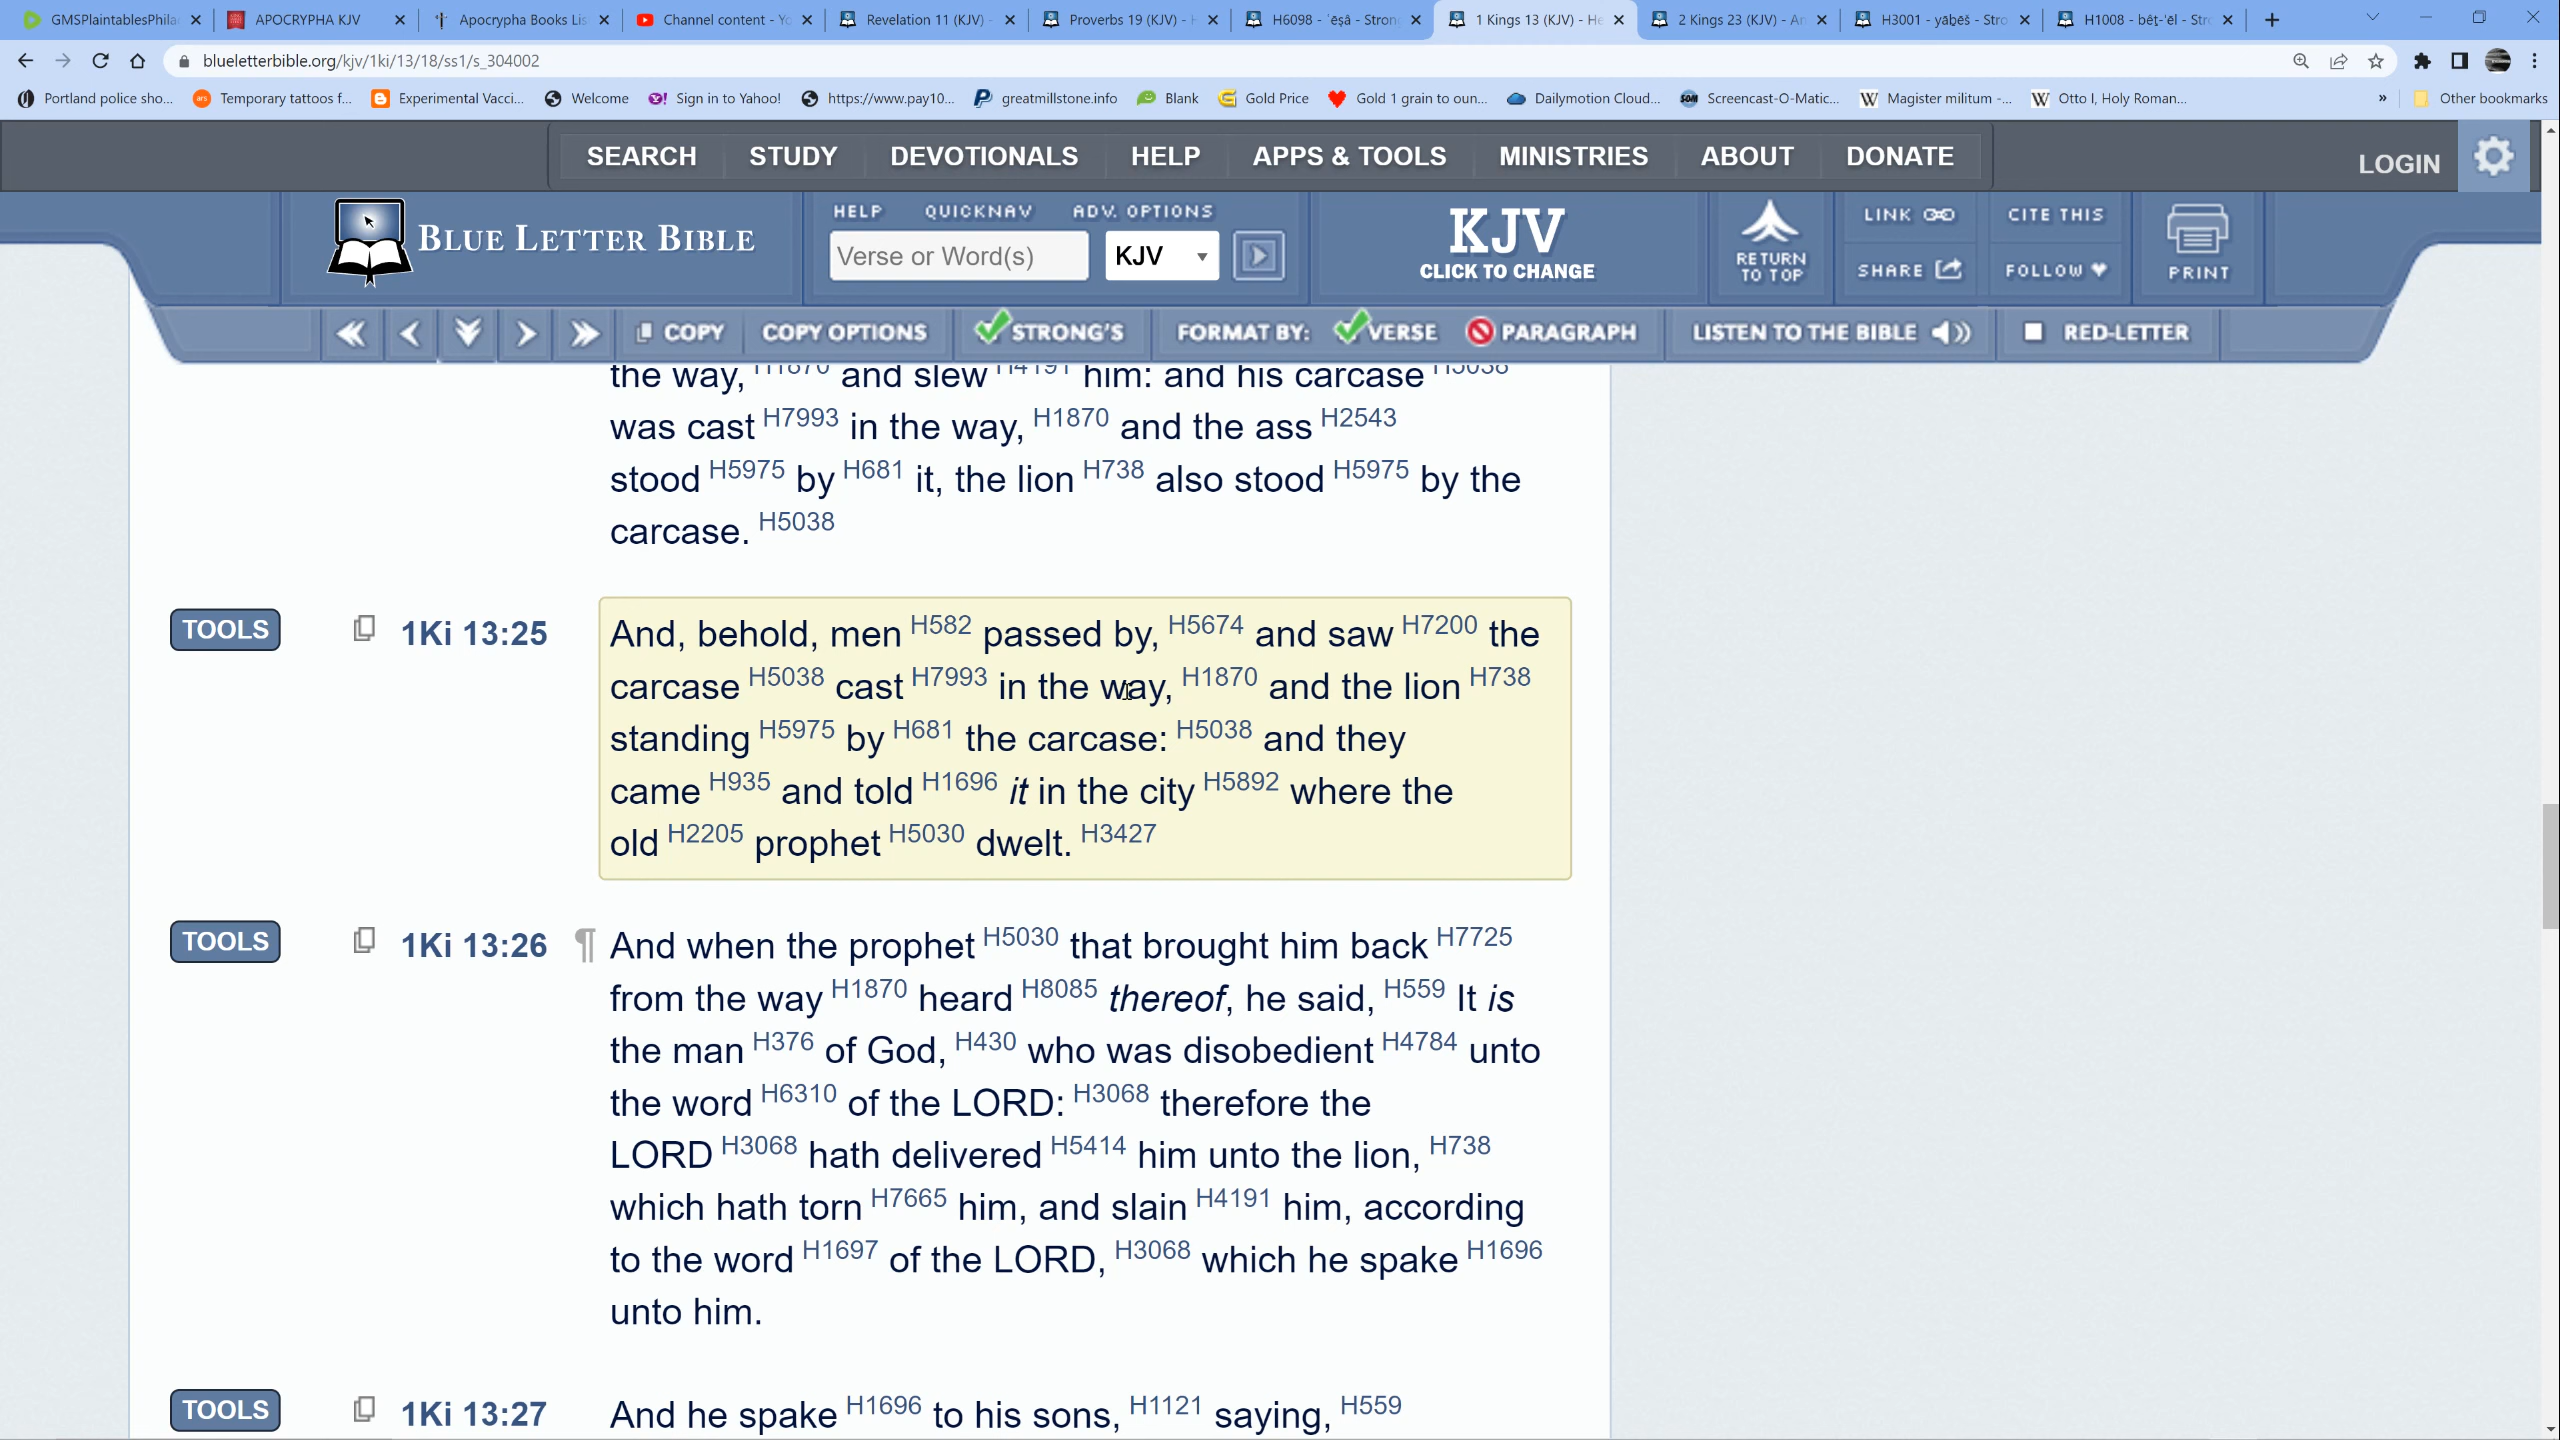 GMSPlaintablesPhila
APOCRYPHA KJV
Apocrypha Books Lis
Channel content - Yo
Revelation 11 (KJV) -
Proverbs 19 (KJV) - H
H6098 - ʿēṣâ - Strong
1 Kings 13 (KJV) - He
2 Kings 23 (KJV) - An
H3001 - yāḇēš - Stro
H1008 - bêṯ-'ēl - Str
blueletterbible.org/kjv/1ki/13/18/ss1/s_304002
Portland police sho...
Temporary tattoos f...
Experimental Vacci...
Welcome
Sign in to Yahoo!
https://www.pay10...
greatmillstone.info
Blank
Gold Price
Gold 1 grain to oun...
Dailymotion Cloud...
Screencast-O-Matic...
Magister militum -...
Otto I, Holy Roman...
»
Other bookmarks
SEARCH STUDY DEVOTIONALS HELP APPS & TOOLS MINISTRIES ABOUT DONATE
LOGIN
BLUE LETTER BIBLE
HELP QUICKNAV ADV. OPTIONS
Verse or Word(s)
KJV
KJV
CLICK TO CHANGE
RETURN
TO TOP
LINK
CITE THIS
SHARE
FOLLOW
PRINT
COPY COPY OPTIONS STRONG'S FORMAT BY: VERSE PARAGRAPH LISTEN TO THE BIBLE RED-LETTER
the way, H1870 and slew H4191 him: and his carcase H5038
was cast H7993 in the way, H1870 and the ass H2543
stood H5975 by H681 it, the lion H738 also stood H5975 by the
carcase. H5038
TOOLS 1Ki 13:25 And, behold, men H582 passed by, H5674 and saw H7200 the
carcase H5038 cast H7993 in the way, H1870 and the lion H738
standing H5975 by H681 the carcase: H5038 and they
came H935 and told H1696 it in the city H5892 where the
old H2205 prophet H5030 dwelt. H3427
TOOLS 1Ki 13:26 ¶ And when the prophet H5030 that brought him back H7725
from the way H1870 heard H8085 thereof, he said, H559 It is
the man H376 of God, H430 who was disobedient H4784 unto
the word H6310 of the LORD: H3068 therefore the
LORD H3068 hath delivered H5414 him unto the lion, H738
which hath torn H7665 him, and slain H4191 him, according
to the word H1697 of the LORD, H3068 which he spake H1696
unto him.
TOOLS 1Ki 13:27 And he spake H1696 to his sons, H1121 saying, H559